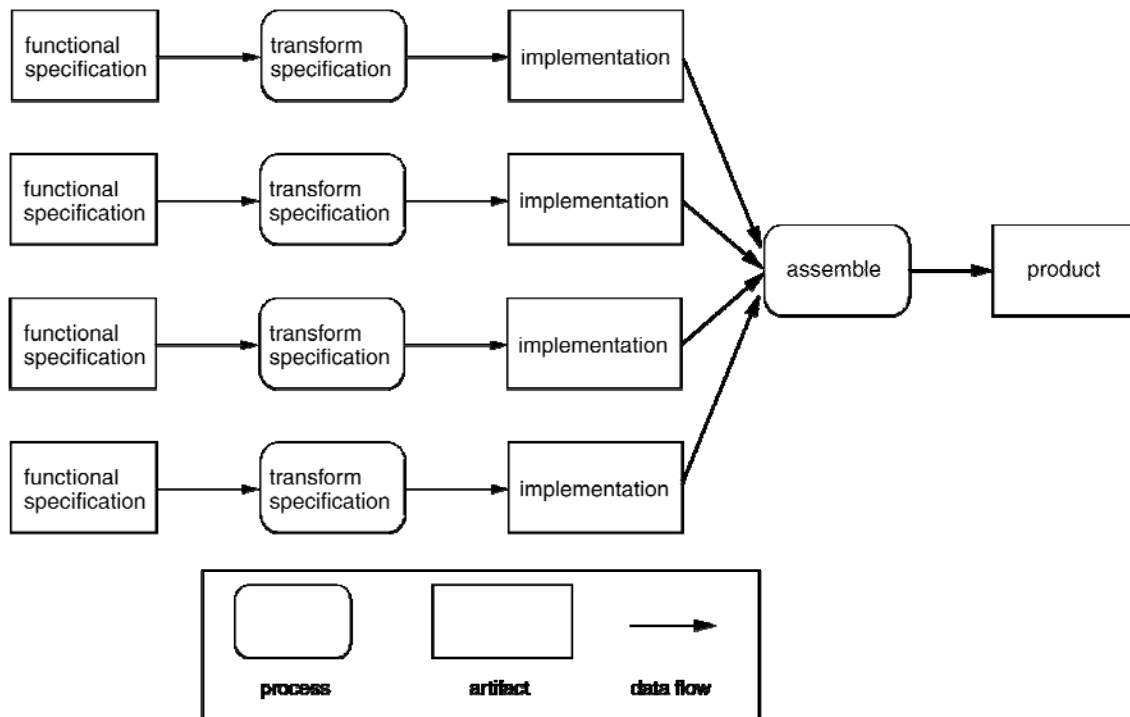 functional
specification
transform
specification
implementation
functional
specification
transform
specification
implementation
assemble
product
functional
specification
transform
specification
implementation
functional
specification
transform
specification
implementation
process
artifact
data flow